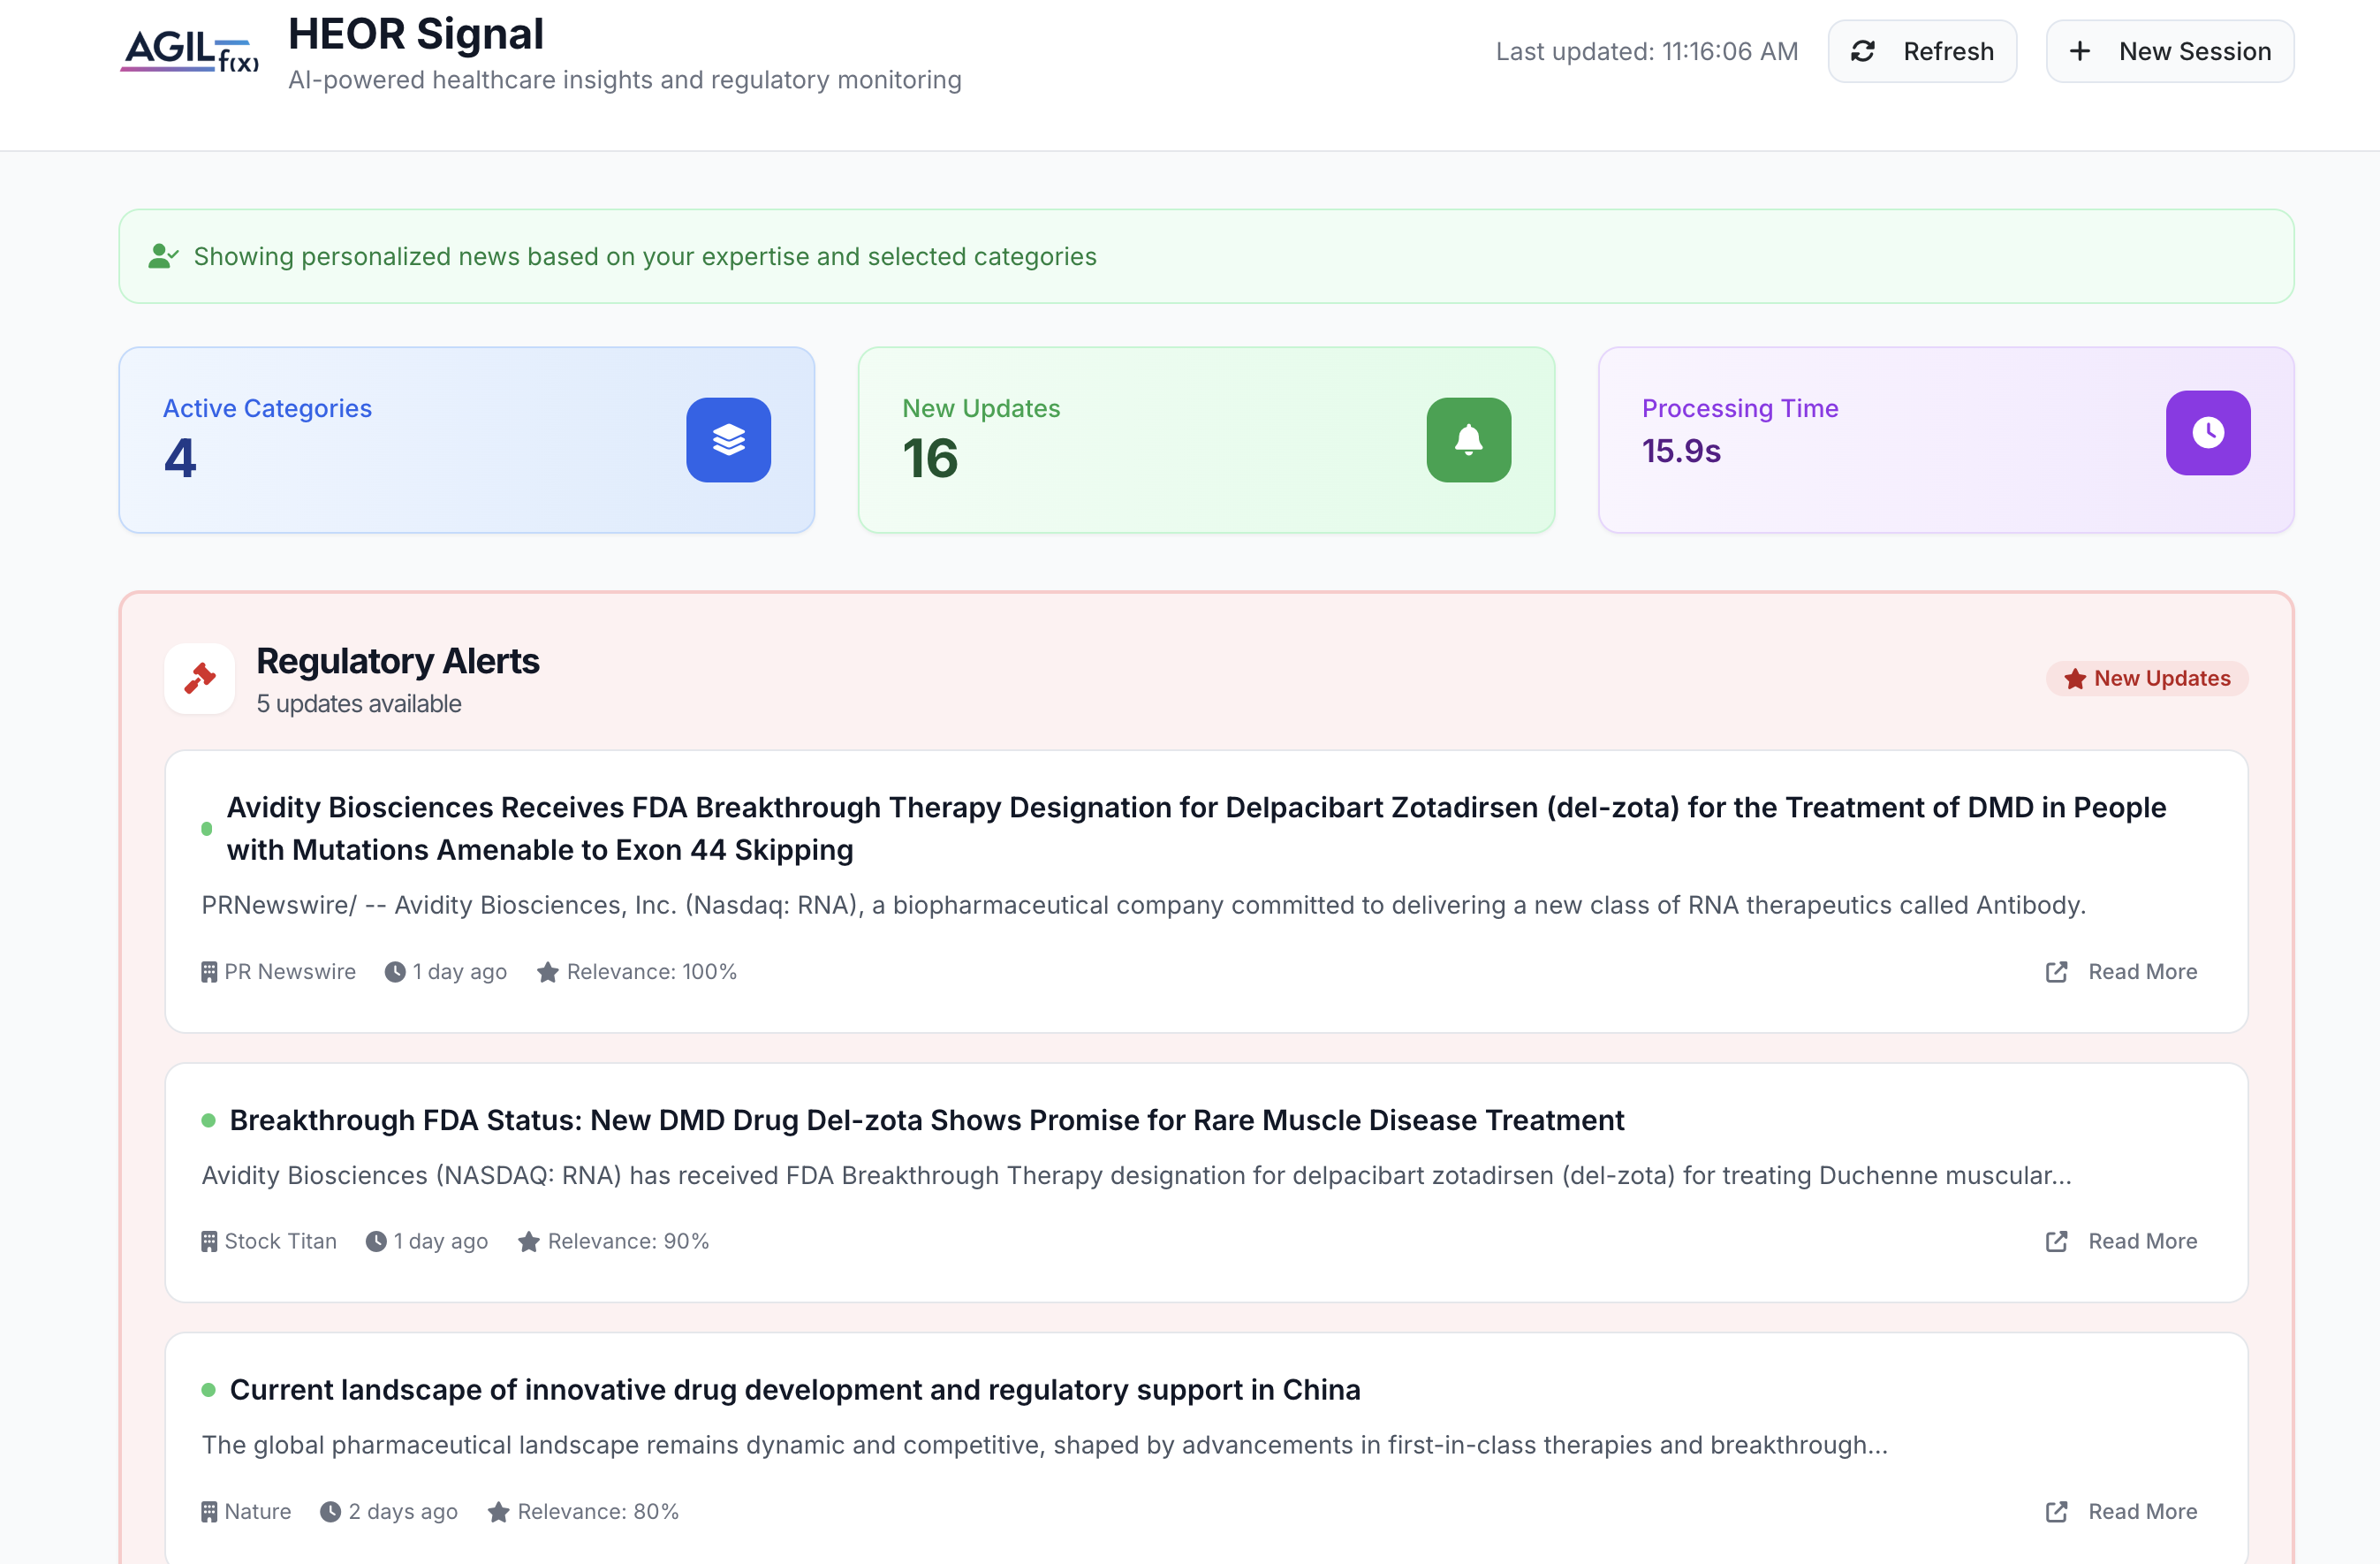 AGIL f(x)
HEOR Signal
AI-powered healthcare insights and regulatory monitoring
Last updated: 11:16:06 AM
Refresh
New Session
Showing personalized news based on your expertise and selected categories
Active Categories
4
New Updates
16
Processing Time
15.9s
Regulatory Alerts
5 updates available
New Updates
Avidity Biosciences Receives FDA Breakthrough Therapy Designation for Delpacibart Zotadirsen (del-zota) for the Treatment of DMD in People
with Mutations Amenable to Exon 44 Skipping
PRNewswire/ -- Avidity Biosciences, Inc. (Nasdaq: RNA), a biopharmaceutical company committed to delivering a new class of RNA therapeutics called Antibody.
PR Newswire 1 day ago Relevance: 100% Read More
Breakthrough FDA Status: New DMD Drug Del-zota Shows Promise for Rare Muscle Disease Treatment
Avidity Biosciences (NASDAQ: RNA) has received FDA Breakthrough Therapy designation for delpacibart zotadirsen (del-zota) for treating Duchenne muscular...
Stock Titan 1 day ago Relevance: 90% Read More
Current landscape of innovative drug development and regulatory support in China
The global pharmaceutical landscape remains dynamic and competitive, shaped by advancements in first-in-class therapies and breakthrough...
Nature 2 days ago Relevance: 80% Read More